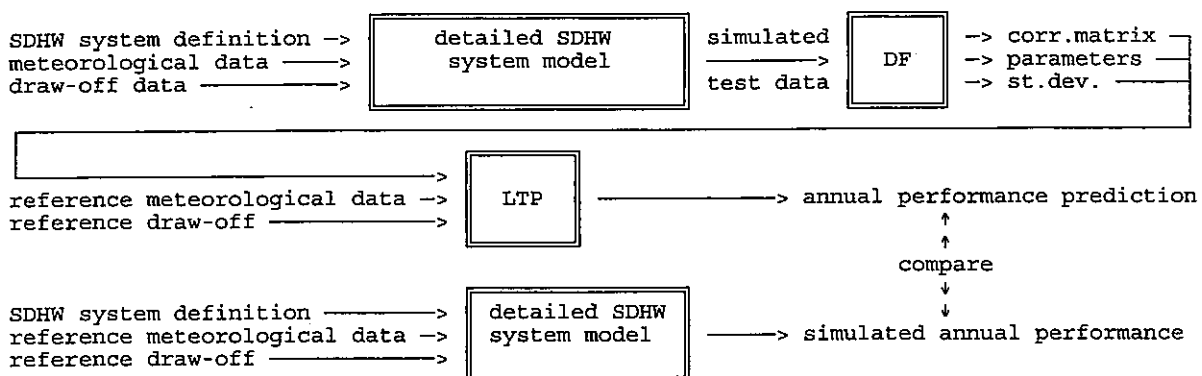 SDHW system definition —> detailed SDHW simulated —> corr.matrix
meteorological data ——> system model ———> DF —> parameters
draw-off data ————> test data —> st.dev.
———>
reference meteorological data —> LTP ————> annual performance prediction
reference draw-off ————>
compare
SDHW system definition ———> detailed SDHW
reference meteorological data —> system model ———> simulated annual performance
reference draw-off ————>